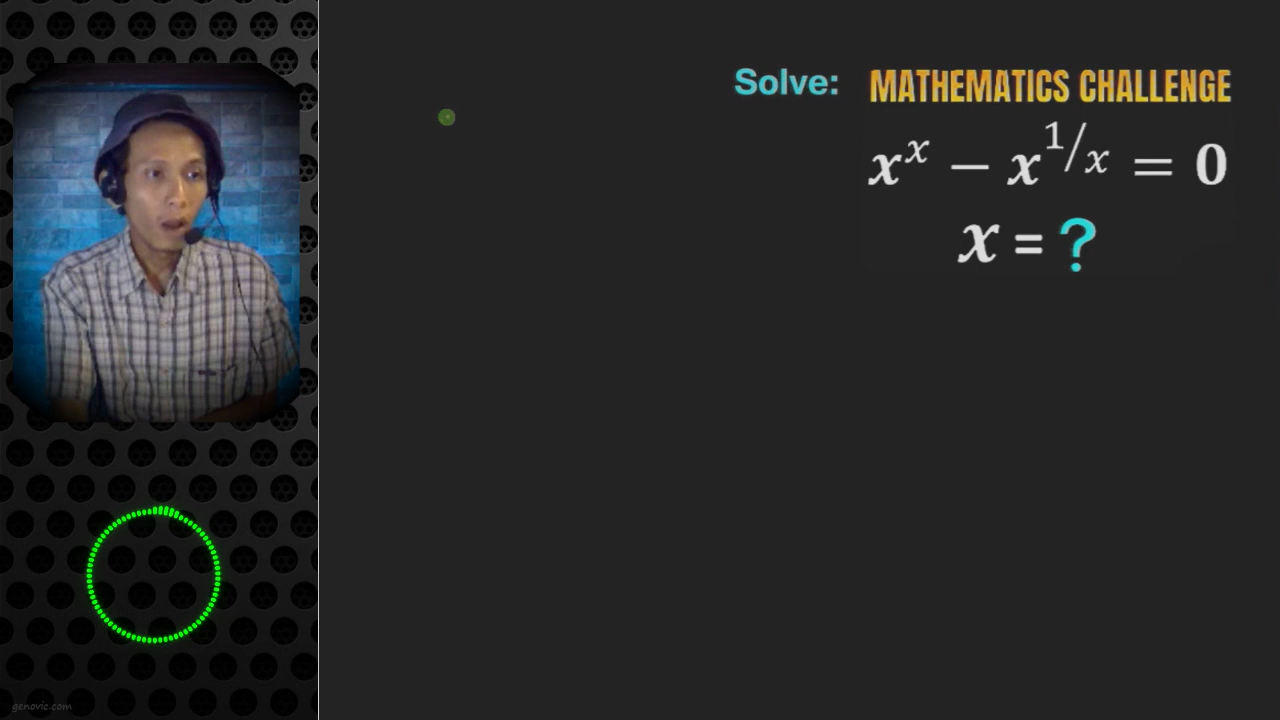 Solve: MATHEMATICS CHALLENGE
x^x − x^{1/x} = 0
x = ?
genovic.com